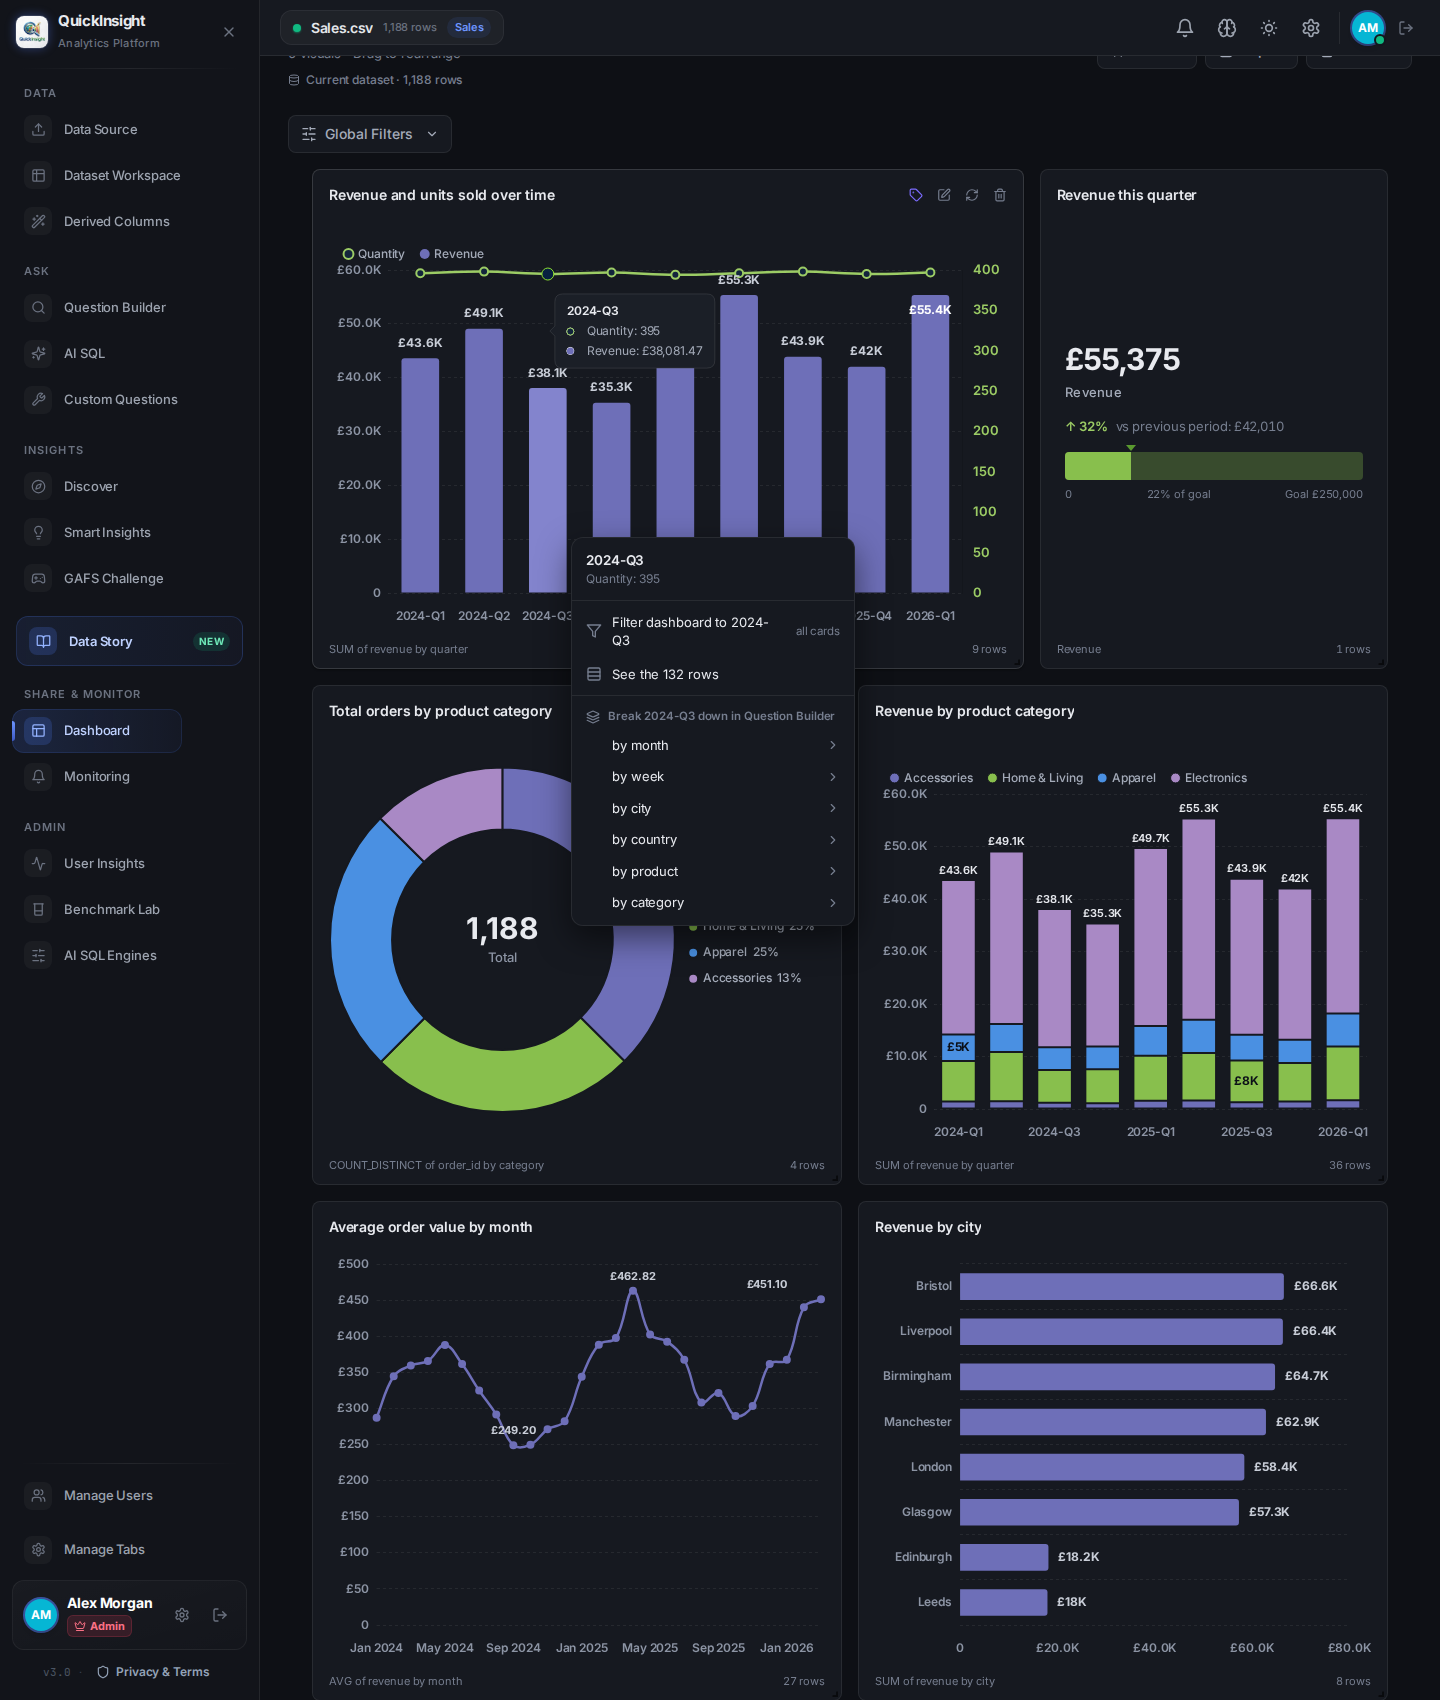 QuickInsight
Analytics Platform
DATA
Data Source
Dataset Workspace
Derived Columns
ASK
Question Builder
AI SQL
Custom Questions
INSIGHTS
Discover
Smart Insights
GAFS Challenge
Data Story NEW
SHARE & MONITOR
Dashboard
Monitoring
ADMIN
User Insights
Benchmark Lab
AI SQL Engines
Manage Users
Manage Tabs
AM Alex Morgan
Admin
v3.0 · Privacy & Terms
Sales.csv 1,188 rows Sales
AM
Current dataset · 1,188 rows
Global Filters
Revenue and units sold over time
Quantity Revenue
£60.0K
£50.0K
£40.0K
£30.0K
£20.0K
£10.0K
0
£43.6K
£49.1K
£38.1K
£35.3K
£55.3K
£43.9K
£42K
£55.4K
400
350
300
250
200
150
100
50
0
2024-Q3
Quantity: 395
Revenue: £38,081.47
2024-Q1 2024-Q2 2024-Q3 25-Q4 2026-Q1
SUM of revenue by quarter
9 rows
2024-Q3
Quantity: 395
Filter dashboard to 2024-
Q3
all cards
See the 132 rows
Break 2024-Q3 down in Question Builder
by month
by week
by city
by country
by product
by category
Revenue this quarter
£55,375
Revenue
↑ 32% vs previous period: £42,010
0 22% of goal Goal £250,000
Revenue 1 rows
Total orders by product category
1,188
Total
Home & Living 25%
Apparel 25%
Accessories 13%
COUNT_DISTINCT of order_id by category 4 rows
Revenue by product category
Accessories Home & Living Apparel Electronics
£60.0K
£50.0K
£40.0K
£30.0K
£20.0K
£10.0K
0
£43.6K
£49.1K
£38.1K
£35.3K
£49.7K
£55.3K
£43.9K
£42K
£55.4K
£5K
£8K
2024-Q1 2024-Q3 2025-Q1 2025-Q3 2026-Q1
SUM of revenue by quarter 36 rows
Average order value by month
£500
£450
£400
£350
£300
£250
£200
£150
£100
£50
0
£462.82
£451.10
£249.20
Jan 2024 May 2024 Sep 2024 Jan 2025 May 2025 Sep 2025 Jan 2026
AVG of revenue by month 27 rows
Revenue by city
Bristol £66.6K
Liverpool £66.4K
Birmingham £64.7K
Manchester £62.9K
London £58.4K
Glasgow £57.3K
Edinburgh £18.2K
Leeds £18K
0 £20.0K £40.0K £60.0K £80.0K
SUM of revenue by city 8 rows